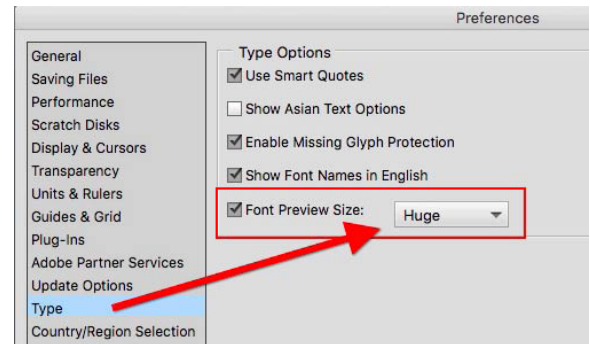 Preferences
General
Saving Files
Performance
Scratch Disks
Display & Cursors
Transparency
Units & Rulers
Guides & Grid
Plug-Ins
Adobe Partner Services
Update Options
Type
Country/Region Selection
Type Options
Use Smart Quotes
Show Asian Text Options
Enable Missing Glyph Protection
Show Font Names in English
Font Preview Size: Huge